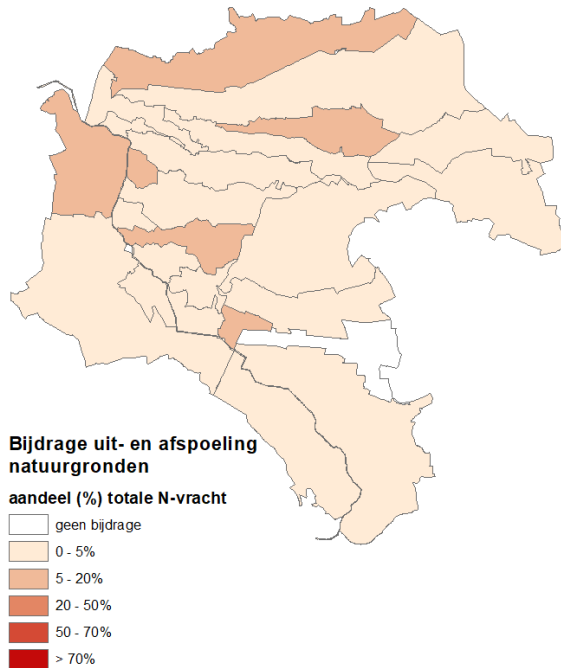 Bijdrage uit- en afspoeling
natuurgronden
aandeel (%) totale N-vracht
geen bijdrage
0 - 5%
5 - 20%
20 - 50%
50 - 70%
> 70%